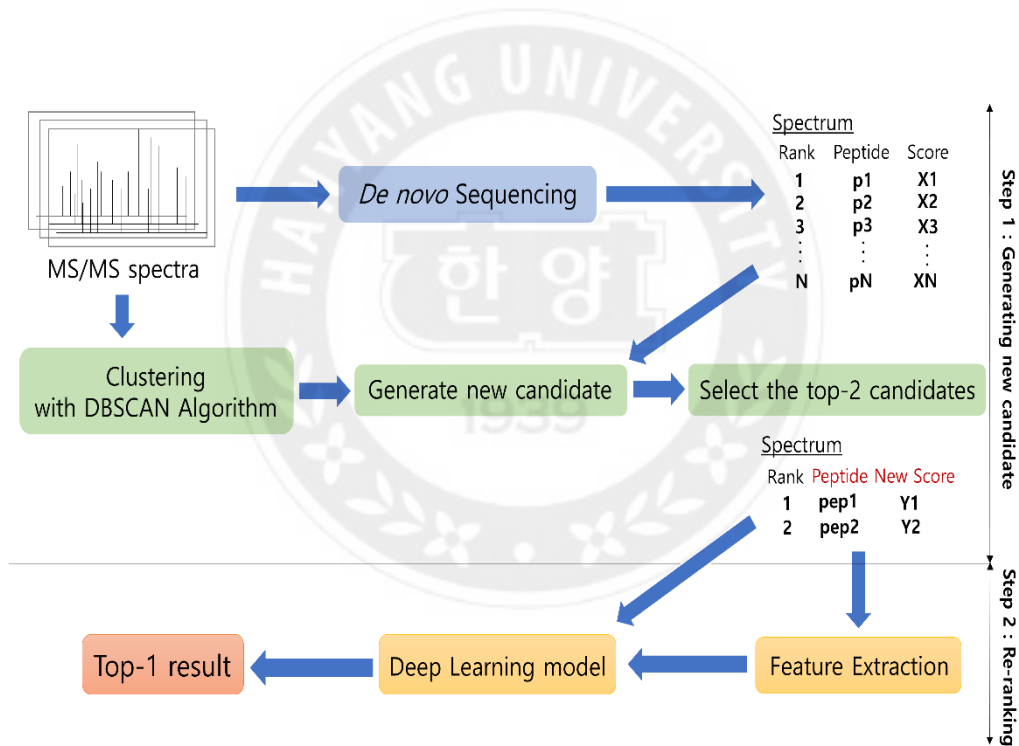 HANYANG UNIVERSITY
한양
1939
MS/MS spectra
De novo Sequencing
Spectrum
Rank Peptide Score
1 p1 X1
2 p2 X2
3 p3 X3
⋮ ⋮ ⋮
N pN XN
Step 1 : Generating new candidate
Clustering
with DBSCAN Algorithm
Generate new candidate
Select the top-2 candidates
Spectrum
Rank Peptide New Score
1 pep1 Y1
2 pep2 Y2
Step 2 : Re-ranking
Top-1 result
Deep Learning model
Feature Extraction